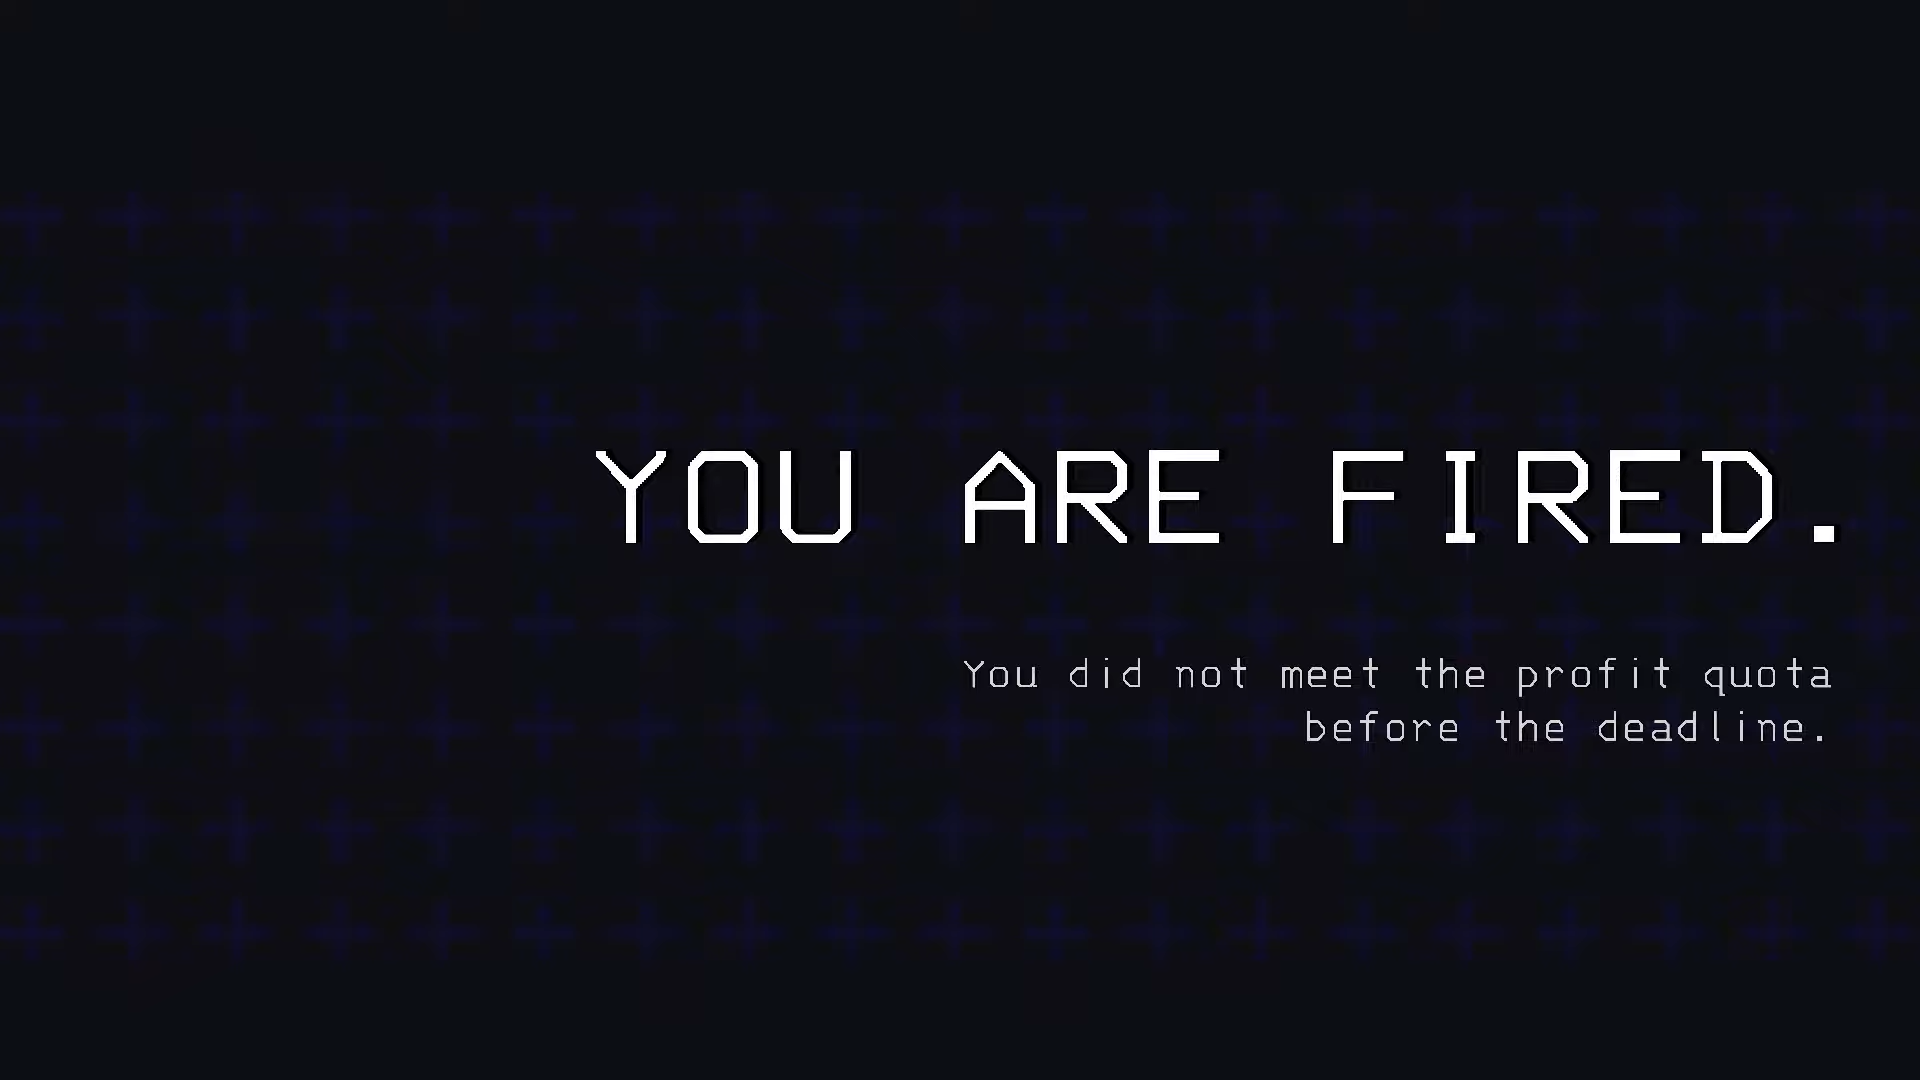 YOU ARE FIRED.
You did not meet the profit quota
before the deadline.